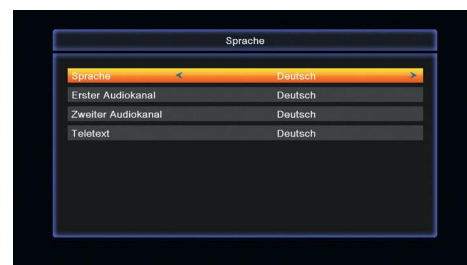 Sprache
Sprache < Deutsch >
Erster Audiokanal Deutsch
Zweiter Audiokanal Deutsch
Teletext Deutsch